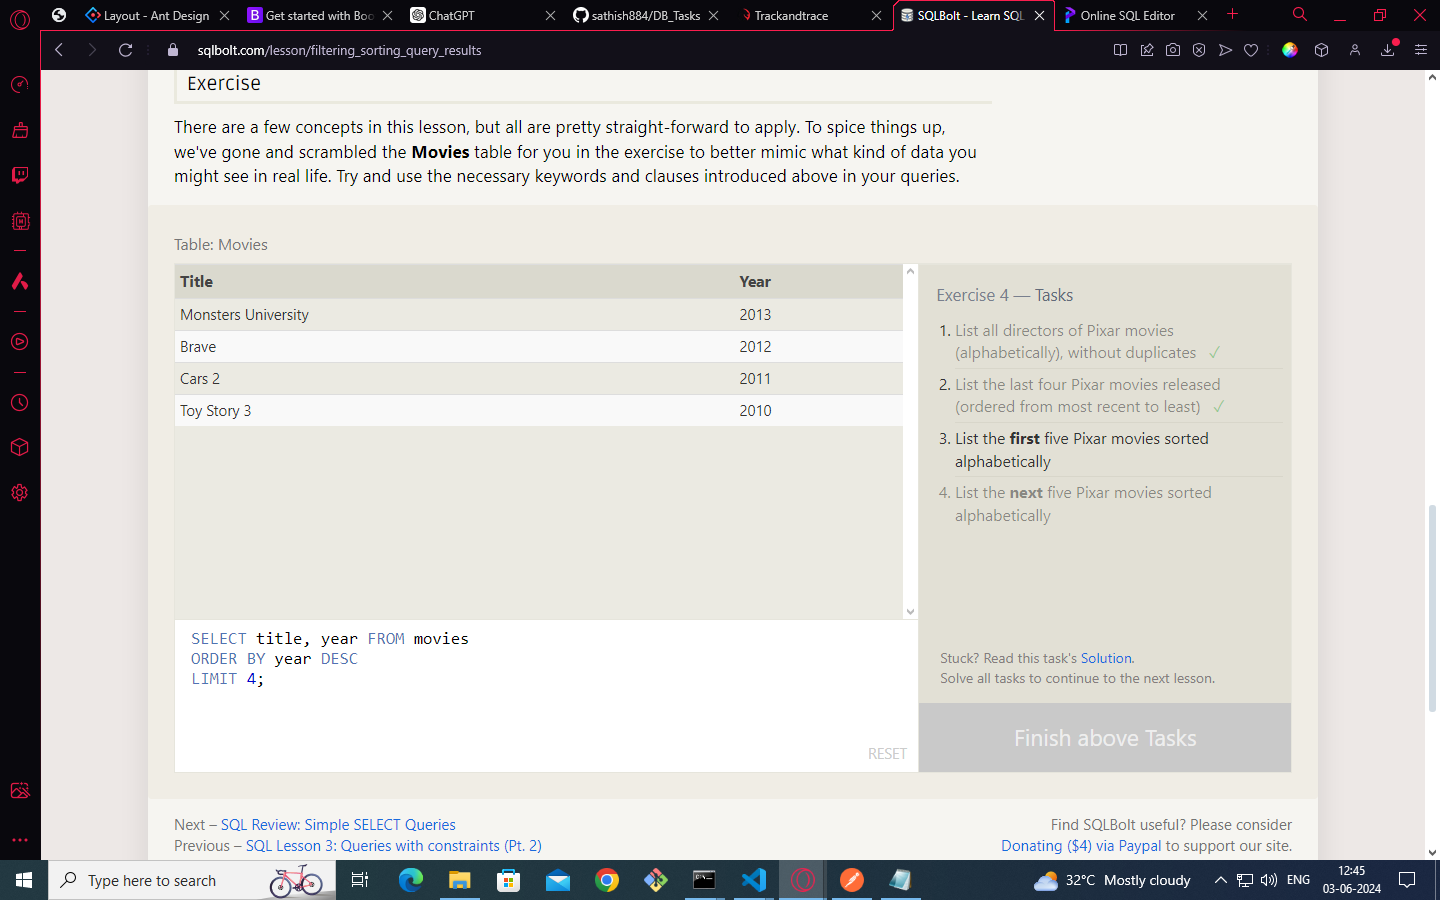 Layout - Ant Design
Get started with Boo
ChatGPT
sathish884/DB_Tasks
Trackandtrace
SQLBolt - Learn SQL
Online SQL Editor
sqlbolt.com/lesson/filtering_sorting_query_results
Exercise
There are a few concepts in this lesson, but all are pretty straight-forward to apply. To spice things up,
we've gone and scrambled the Movies table for you in the exercise to better mimic what kind of data you
might see in real life. Try and use the necessary keywords and clauses introduced above in your queries.
Table: Movies
Title Year
Monsters University 2013
Brave 2012
Cars 2 2011
Toy Story 3 2010
SELECT title, year FROM movies
ORDER BY year DESC
LIMIT 4;
RESET
Exercise 4 — Tasks
1. List all directors of Pixar movies
(alphabetically), without duplicates ✓
2. List the last four Pixar movies released
(ordered from most recent to least) ✓
3. List the first five Pixar movies sorted
alphabetically
4. List the next five Pixar movies sorted
alphabetically
Stuck? Read this task's Solution.
Solve all tasks to continue to the next lesson.
Finish above Tasks
Next – SQL Review: Simple SELECT Queries
Previous – SQL Lesson 3: Queries with constraints (Pt. 2)
Find SQLBolt useful? Please consider
Donating ($4) via Paypal to support our site.
Type here to search
32°C Mostly cloudy
ENG
12:45
03-06-2024